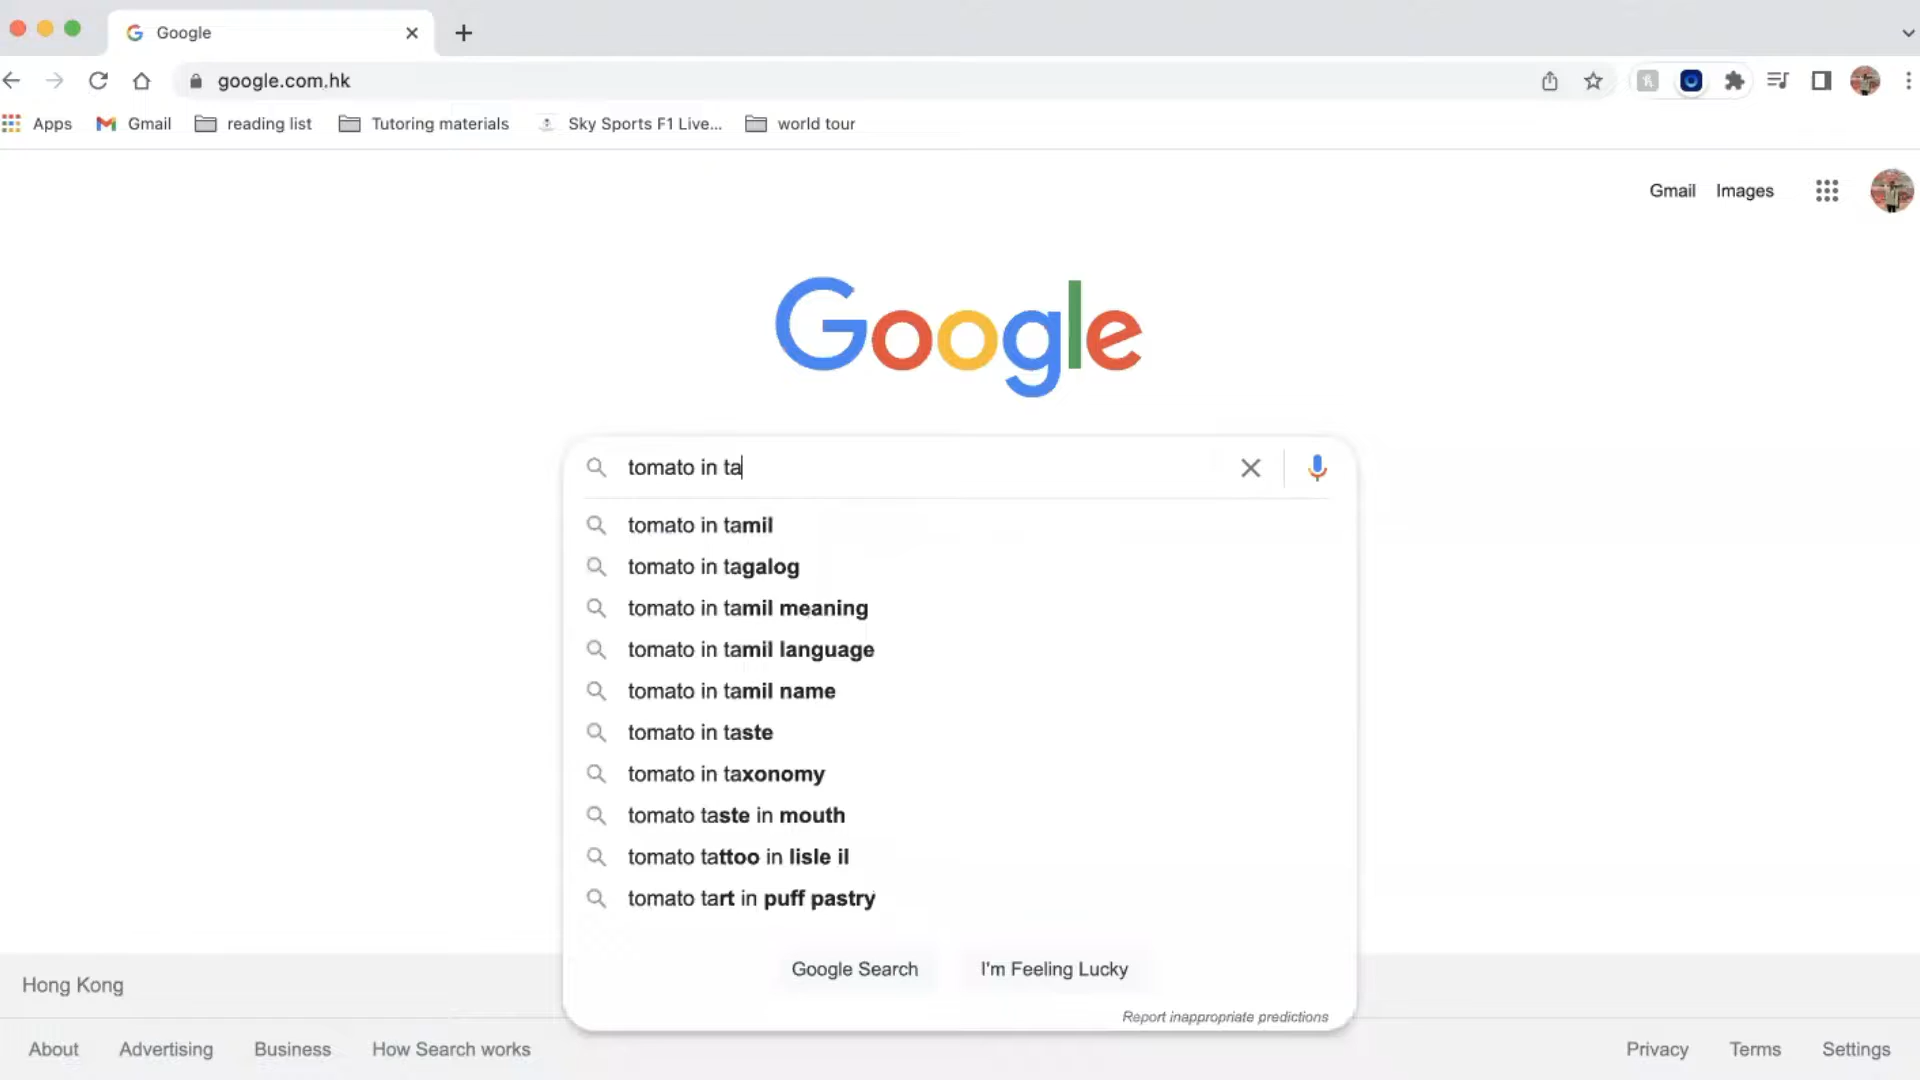 Google
google.com.hk
Apps Gmail reading list Tutoring materials Sky Sports F1 Live... world tour
Gmail Images
Google
tomato in ta
tomato in tamil
tomato in tagalog
tomato in tamil meaning
tomato in tamil language
tomato in tamil name
tomato in taste
tomato in taxonomy
tomato taste in mouth
tomato tattoo in lisle il
tomato tart in puff pastry
Google Search I'm Feeling Lucky
Report inappropriate predictions
Hong Kong
About Advertising Business How Search works Privacy Terms Settings